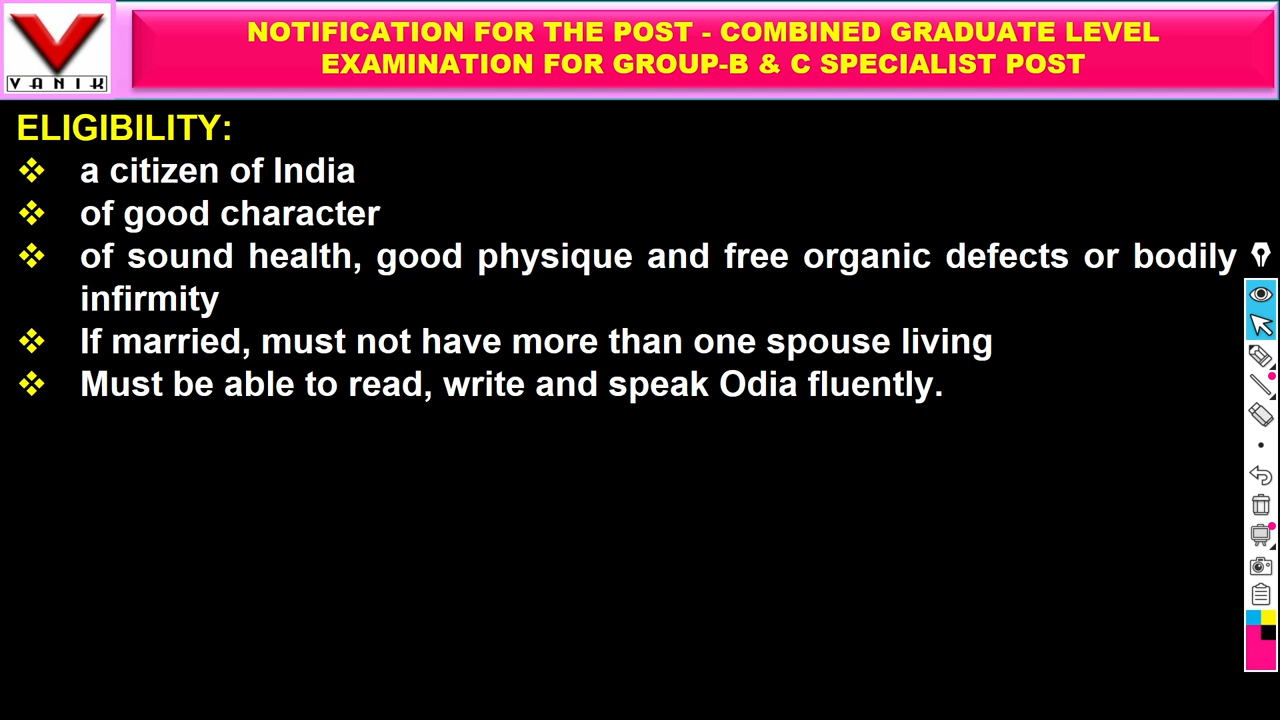 VANIK
NOTIFICATION FOR THE POST - COMBINED GRADUATE LEVEL
EXAMINATION FOR GROUP-B & C SPECIALIST POST
ELIGIBILITY:
❖ a citizen of India
❖ of good character
❖ of sound health, good physique and free organic defects or bodily
infirmity
❖ If married, must not have more than one spouse living
❖ Must be able to read, write and speak Odia fluently.